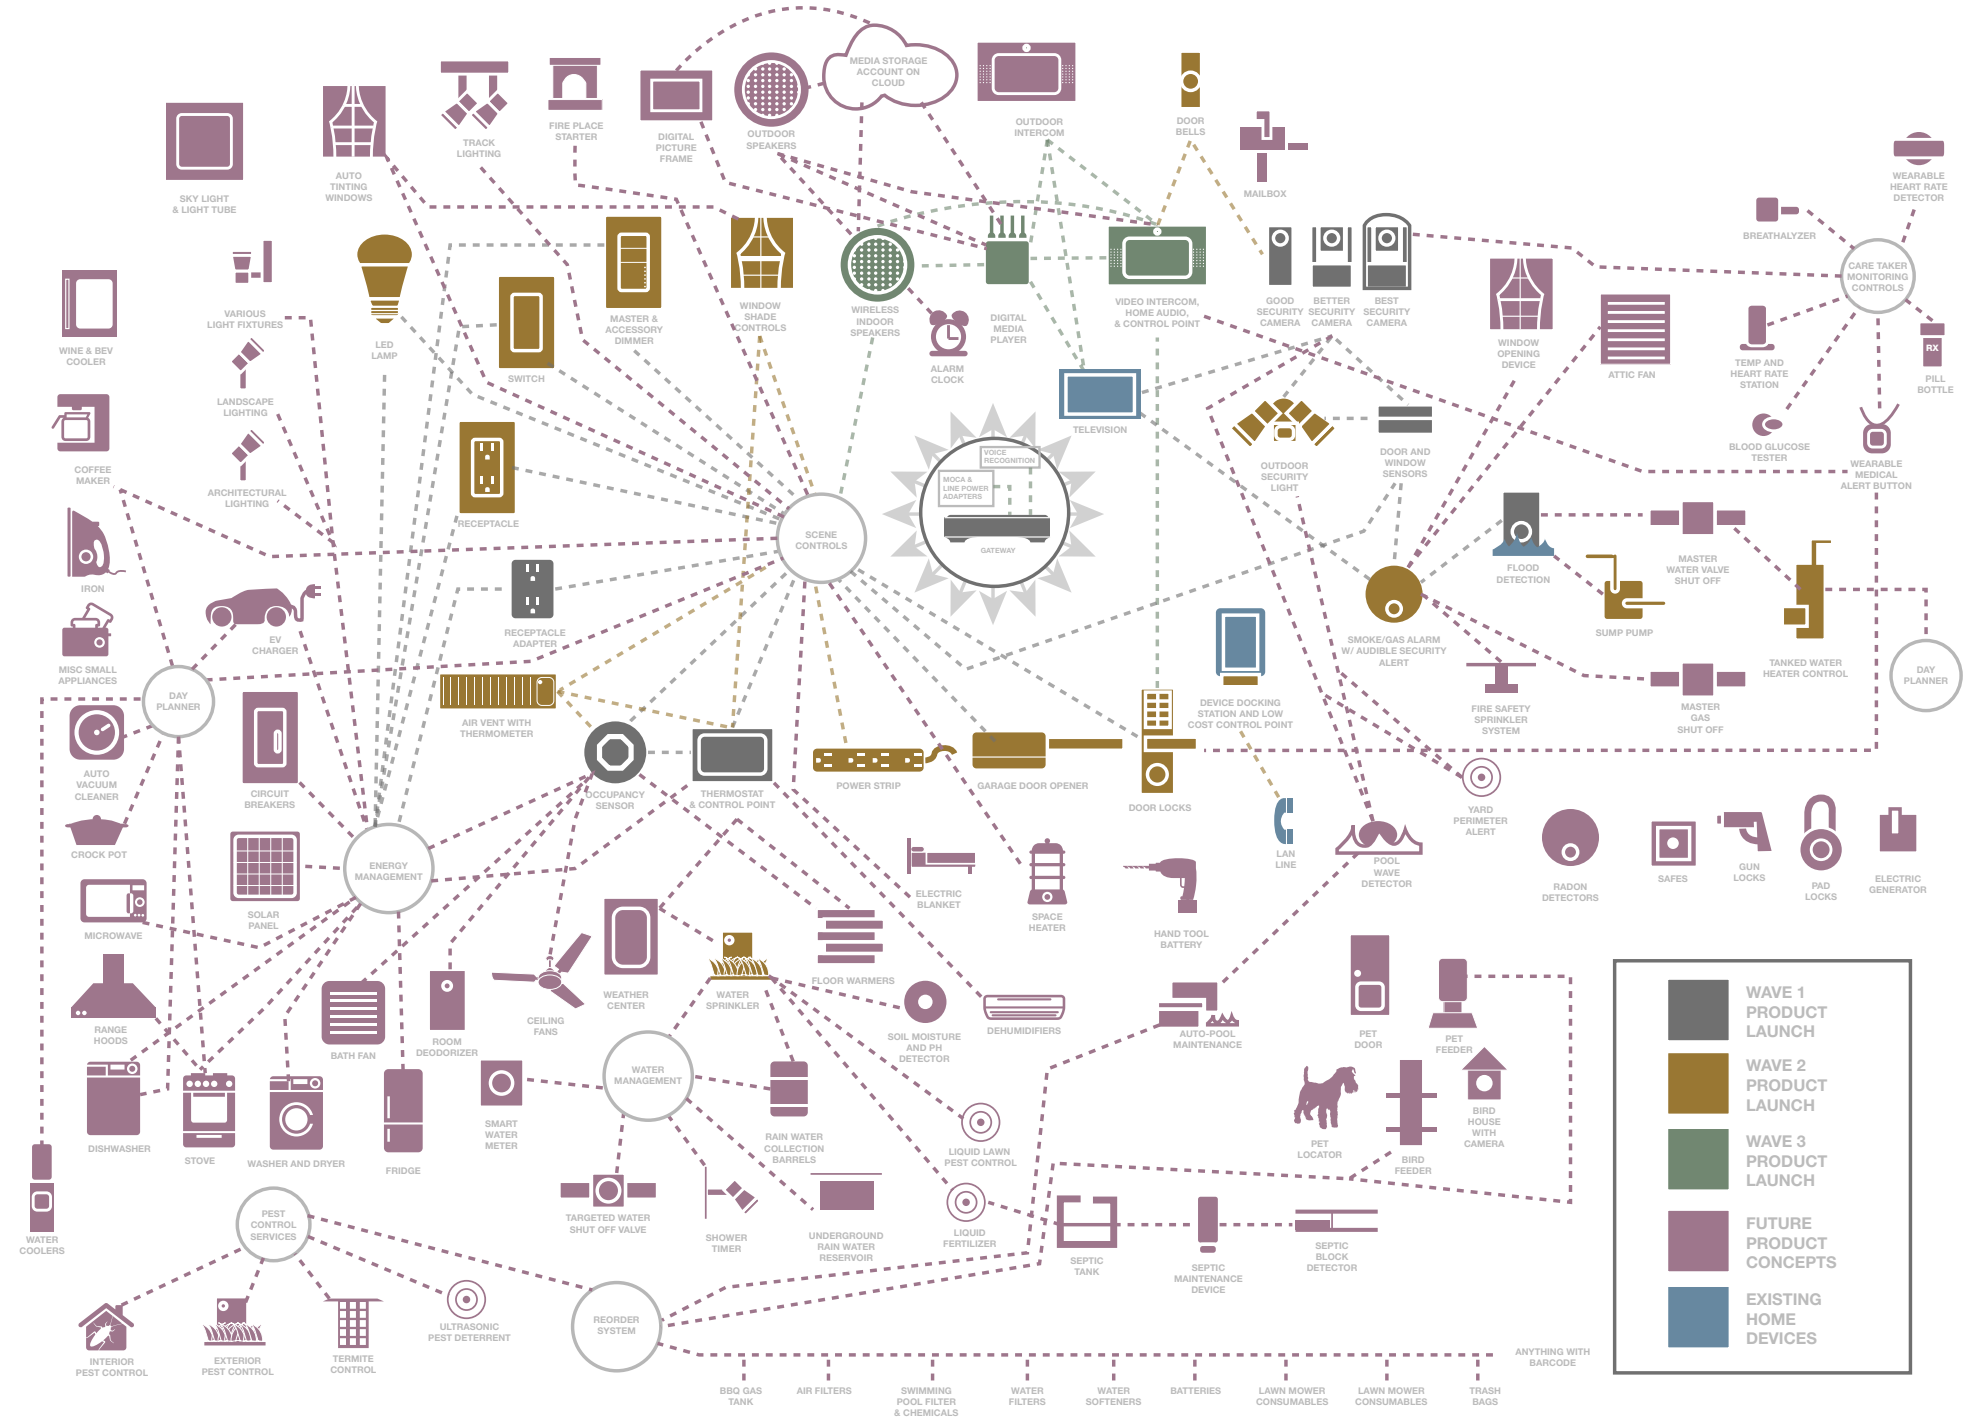 MEDIA STORAGE
ACCOUNT ON
CLOUD
OUTDOOR
INTERCOM
DOOR
BELLS
MAILBOX
FIRE PLACE
STARTER
TRACK
LIGHTING
DIGITAL
PICTURE
FRAME
OUTDOOR
SPEAKERS
AUTO
TINTING
WINDOWS
SKY LIGHT
& LIGHT TUBE
WEARABLE
HEART RATE
DETECTOR
BREATHALYZER
CARE TAKER
MONITORING
CONTROLS
VARIOUS
LIGHT FIXTURES
LED
LAMP
SWITCH
MASTER &
ACCESSORY
DIMMER
WINDOW
SHADE
CONTROLS
WIRELESS
INDOOR
SPEAKERS
DIGITAL
MEDIA
PLAYER
VIDEO INTERCOM,
HOME AUDIO,
& CONTROL POINT
GOOD
SECURITY
CAMERA
BETTER
SECURITY
CAMERA
BEST
SECURITY
CAMERA
WINDOW
OPENING
DEVICE
ATTIC FAN
TEMP AND
HEART RATE
STATION
RX
PILL
BOTTLE
WINE & BEV
COOLER
LANDSCAPE
LIGHTING
ALARM
CLOCK
TELEVISION
BLOOD GLUCOSE
TESTER
WEARABLE
MEDICAL
ALERT BUTTON
COFFEE
MAKER
ARCHITECTURAL
LIGHTING
RECEPTACLE
VOICE
RECOGNITION
MOCA &
LINE POWER
ADAPTERS
GATEWAY
OUTDOOR
SECURITY
LIGHT
DOOR AND
WINDOW
SENSORS
SCENE
CONTROLS
FLOOD
DETECTION
MASTER
WATER VALVE
SHUT OFF
IRON
EV
CHARGER
RECEPTACLE
ADAPTER
SMOKE/GAS ALARM
W/ AUDIBLE SECURITY
ALERT
SUMP PUMP
TANKED WATER
HEATER CONTROL
DAY
PLANNER
MISC SMALL
APPLIANCES
DAY
PLANNER
AIR VENT WITH
THERMOMETER
DEVICE DOCKING
STATION AND LOW
COST CONTROL POINT
FIRE SAFETY
SPRINKLER
SYSTEM
MASTER
GAS
SHUT OFF
AUTO
VACUUM
CLEANER
CIRCUIT
BREAKERS
OCCUPANCY
SENSOR
THERMOSTAT
& CONTROL POINT
POWER STRIP
GARAGE DOOR OPENER
DOOR LOCKS
YARD
PERIMETER
ALERT
CROCK POT
ENERGY
MANAGEMENT
SOLAR
PANEL
ELECTRIC
BLANKET
SPACE
HEATER
HAND TOOL
BATTERY
LAN
LINE
POOL
WAVE
DETECTOR
RADON
DETECTORS
SAFES
GUN
LOCKS
PAD
LOCKS
ELECTRIC
GENERATOR
MICROWAVE
RANGE
HOODS
BATH FAN
ROOM
DEODORIZER
CEILING
FANS
WEATHER
CENTER
WATER
SPRINKLER
FLOOR WARMERS
SOIL MOISTURE
AND PH
DETECTOR
DEHUMIDIFIERS
AUTO-POOL
MAINTENANCE
PET
DOOR
PET
FEEDER
WATER
MANAGEMENT
DISHWASHER
STOVE
WASHER AND DRYER
FRIDGE
SMART
WATER
METER
RAIN WATER
COLLECTION
BARRELS
LIQUID LAWN
PEST CONTROL
PET
LOCATOR
BIRD
FEEDER
BIRD
HOUSE
WITH
CAMERA
WATER
COOLERS
PEST
CONTROL
SERVICES
TARGETED WATER
SHUT OFF VALVE
SHOWER
TIMER
UNDERGROUND
RAIN WATER
RESERVOIR
LIQUID
FERTILIZER
SEPTIC
TANK
SEPTIC
MAINTENANCE
DEVICE
SEPTIC
BLOCK
DETECTOR
INTERIOR
PEST CONTROL
EXTERIOR
PEST CONTROL
TERMITE
CONTROL
ULTRASONIC
PEST DETERRENT
REORDER
SYSTEM
ANYTHING WITH
BARCODE
BBQ GAS
TANK
AIR FILTERS
SWIMMING
POOL FILTER
& CHEMICALS
WATER
FILTERS
WATER
SOFTENERS
BATTERIES
LAWN MOWER
CONSUMABLES
LAWN MOWER
CONSUMABLES
TRASH
BAGS
WAVE 1
PRODUCT
LAUNCH
WAVE 2
PRODUCT
LAUNCH
WAVE 3
PRODUCT
LAUNCH
FUTURE
PRODUCT
CONCEPTS
EXISTING
HOME
DEVICES